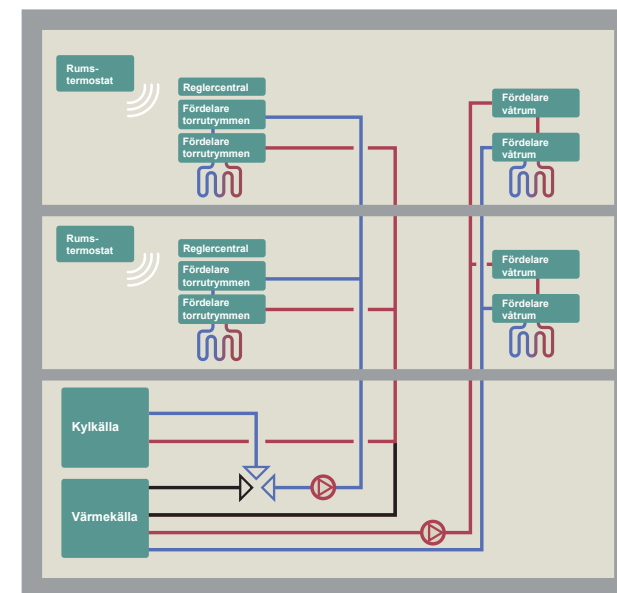 Rums-
termostat
Reglercentral
Fördelare
torrutrymmen
Fördelare
torrutrymmen
Fördelare
våtrum
Fördelare
våtrum
Rums-
termostat
Reglercentral
Fördelare
torrutrymmen
Fördelare
torrutrymmen
Fördelare
våtrum
Fördelare
våtrum
Kylkälla
Värmekälla